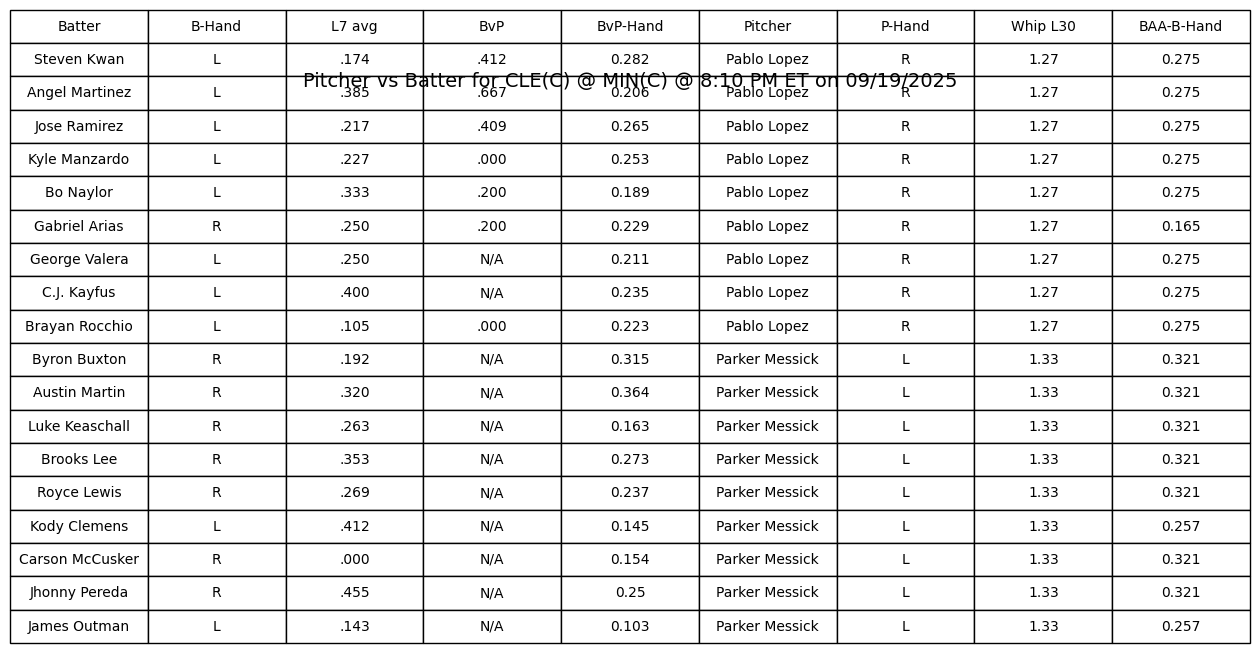 Batter B-Hand L7 avg BvP BvP-Hand Pitcher P-Hand Whip L30 BAA-B-Hand
Steven Kwan L .174 .412 0.282 Pablo Lopez R 1.27 0.275
Pitcher vs Batter for CLE(C) @ MIN(C) @ 8:10 PM ET on 09/19/2025
Angel Martinez L .385 .667 0.206 Pablo Lopez R 1.27 0.275
Jose Ramirez L .217 .409 0.265 Pablo Lopez R 1.27 0.275
Kyle Manzardo L .227 .000 0.253 Pablo Lopez R 1.27 0.275
Bo Naylor L .333 .200 0.189 Pablo Lopez R 1.27 0.275
Gabriel Arias R .250 .200 0.229 Pablo Lopez R 1.27 0.165
George Valera L .250 N/A 0.211 Pablo Lopez R 1.27 0.275
C.J. Kayfus L .400 N/A 0.235 Pablo Lopez R 1.27 0.275
Brayan Rocchio L .105 .000 0.223 Pablo Lopez R 1.27 0.275
Byron Buxton R .192 N/A 0.315 Parker Messick L 1.33 0.321
Austin Martin R .320 N/A 0.364 Parker Messick L 1.33 0.321
Luke Keaschall R .263 N/A 0.163 Parker Messick L 1.33 0.321
Brooks Lee R .353 N/A 0.273 Parker Messick L 1.33 0.321
Royce Lewis R .269 N/A 0.237 Parker Messick L 1.33 0.321
Kody Clemens L .412 N/A 0.145 Parker Messick L 1.33 0.257
Carson McCusker R .000 N/A 0.154 Parker Messick L 1.33 0.321
Jhonny Pereda R .455 N/A 0.25 Parker Messick L 1.33 0.321
James Outman L .143 N/A 0.103 Parker Messick L 1.33 0.257